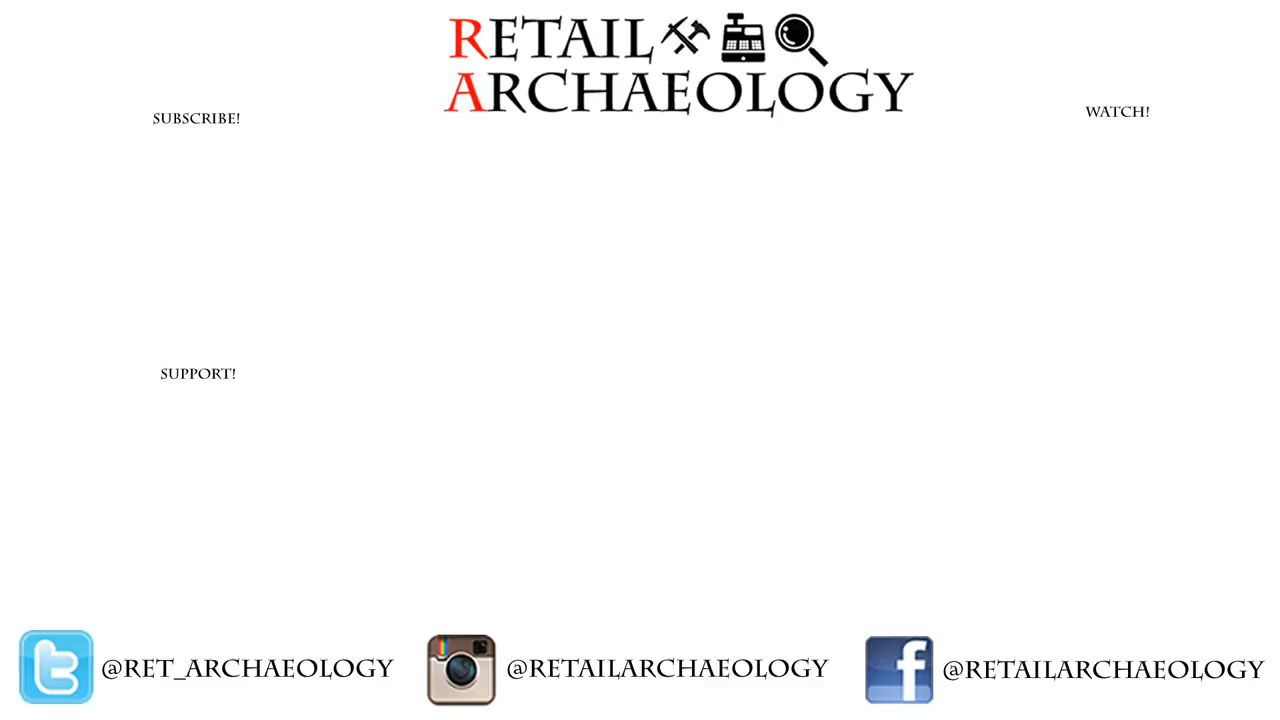 RETAIL
ARCHAEOLOGY
SUBSCRIBE!
WATCH!
SUPPORT!
@RET_ARCHAEOLOGY
@RETAILARCHAEOLOGY
@RETAILARCHAEOLOGY